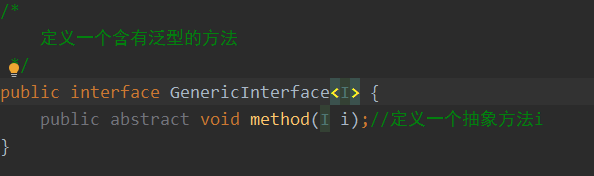 /*
定义一个含有泛型的方法
*/
public interface GenericInterface<I> {
public abstract void method(I i);//定义一个抽象方法i
}